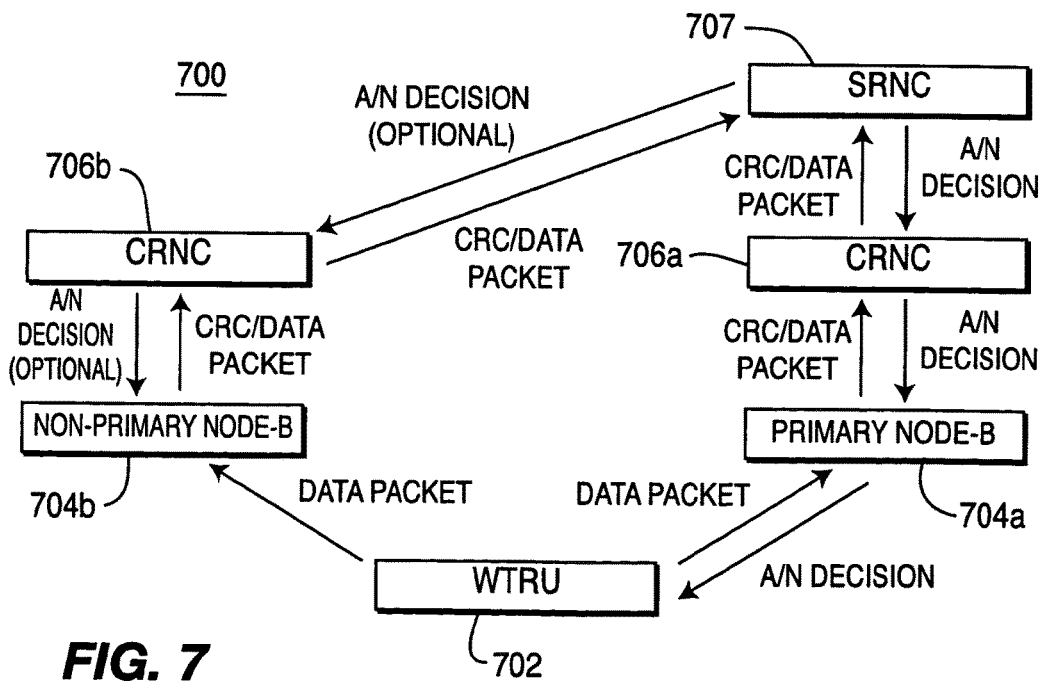 707
700
SRNC
A/N DECISION
(OPTIONAL)
706b
CRC/DATA
PACKET
A/N
DECISION
CRNC
CRC/DATA
PACKET
706a
CRNC
A/N
DECISION
(OPTIONAL)
CRC/DATA
PACKET
CRC/DATA
PACKET
A/N
DECISION
NON-PRIMARY NODE-B
PRIMARY NODE-B
704b
DATA PACKET
DATA PACKET
704a
WTRU
A/N DECISION
702
FIG. 7